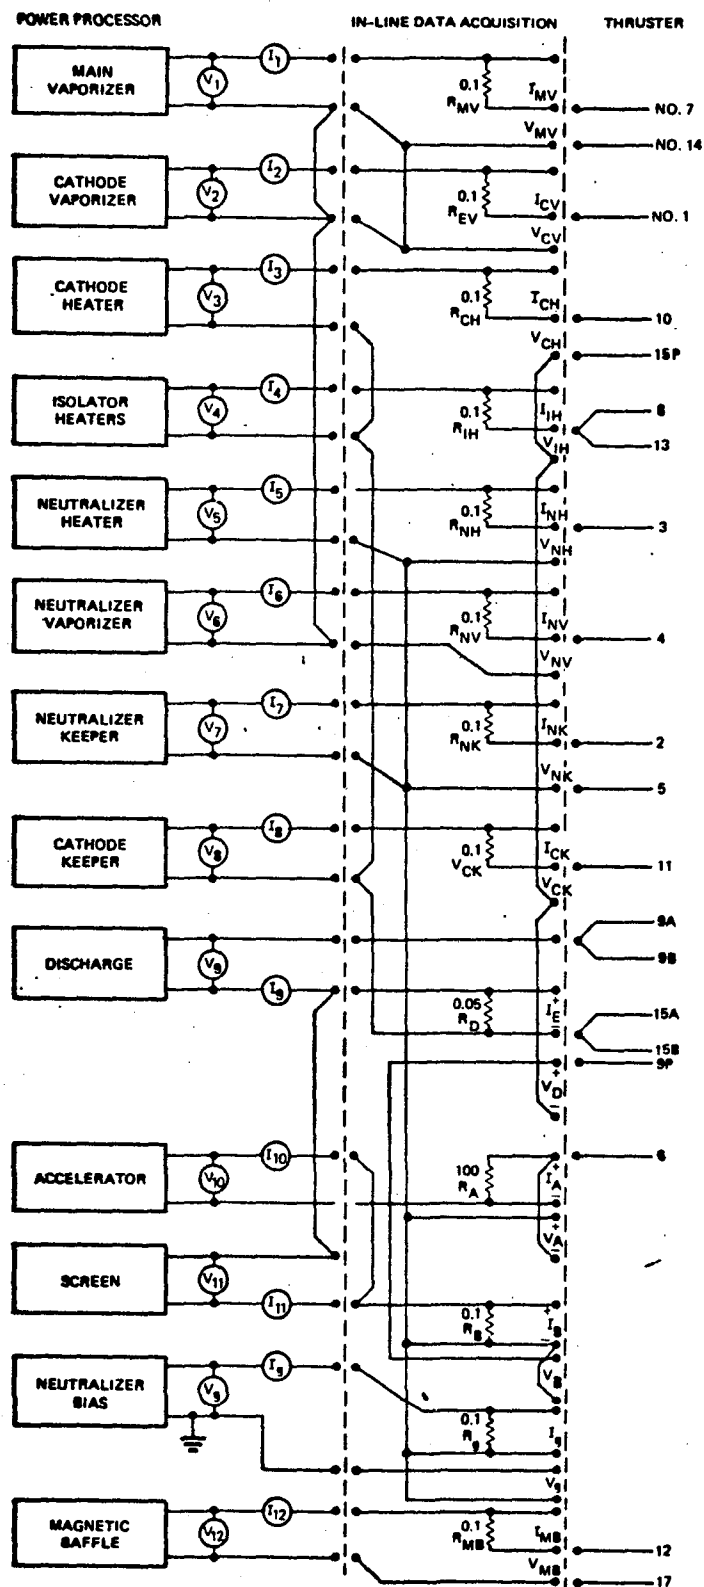 POWER PROCESSOR
IN-LINE DATA ACQUISITION
THRUSTER
MAIN
VAPORIZER
V1
I1
0.1
RMV
IMV
NO. 7
VMV
NO. 14
CATHODE
VAPORIZER
V2
I2
0.1
REV
ICV
NO. 1
VCV
CATHODE
HEATER
V3
I3
0.1
RCH
ICH
10
VCH
15P
ISOLATOR
HEATERS
V4
I4
0.1
RIH
IIH
8
13
VIH
NEUTRALIZER
HEATER
V5
I5
0.1
RNH
INH
3
VNH
NEUTRALIZER
VAPORIZER
V6
I6
0.1
RNV
INV
4
VNV
NEUTRALIZER
KEEPER
V7
I7
0.1
RNK
INK
2
VNK
5
CATHODE
KEEPER
V8
I8
0.1
VCK
ICK
11
VCK
9A
9B
DISCHARGE
V9
I9
0.05
RD
+
IE
−
15A
15B
9P
+
VD
−
ACCELERATOR
V10
I10
100
RA
+
IA
−
6
+
VA
−
SCREEN
V11
I11
0.1
RB
+
IB
−
VB
NEUTRALIZER
BIAS
Vg
Ig
0.1
Rg
Ig
Vg
MAGNETIC
BAFFLE
V12
I12
0.1
RMB
IMB
12
VMB
17